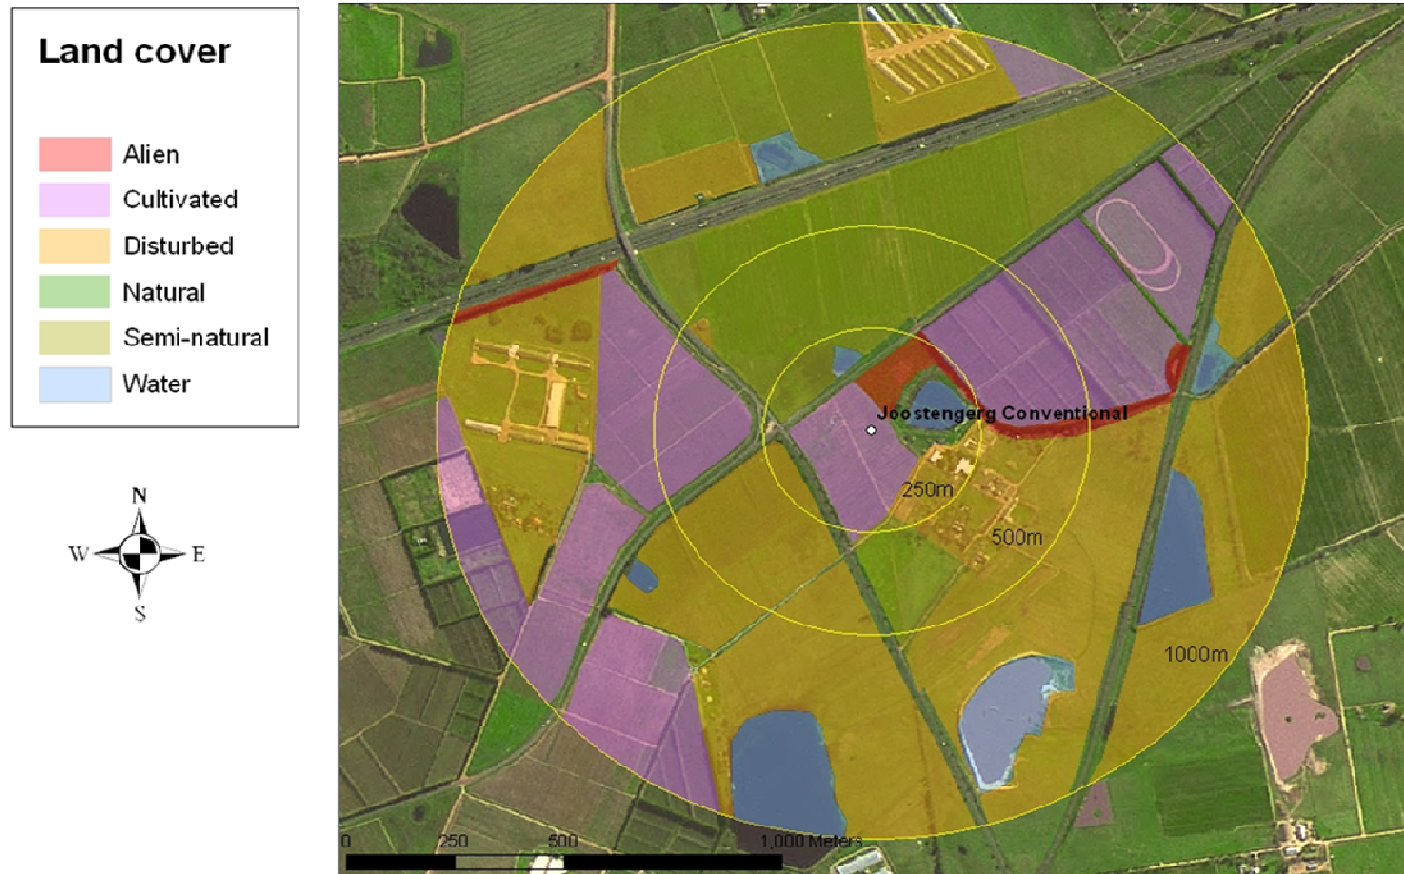 Land cover
Alien
Cultivated
Disturbed
Natural
Semi-natural
Water
N
W
E
S
Joostengerg Conventional
250m
500m
1000m
0
250
500
1,000 Meters